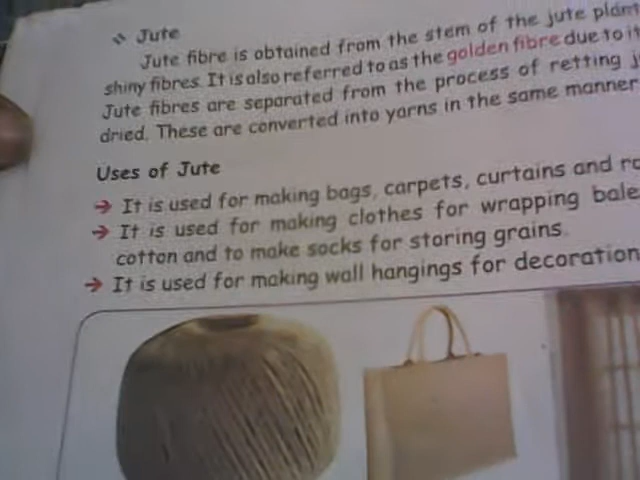 Jute
Jute fibre is obtained from the stem of the jute plant
shiny fibres. It is also referred to as the golden fibre due to it
Jute fibres are separated from the process of retting
dried. These are converted into yarns in the same manner
Uses of Jute
→ It is used for making bags, carpets, curtains and ro
→ It is used for making clothes for wrapping bale
cotton and to make socks for storing grains.
→ It is used for making wall hangings for decoration